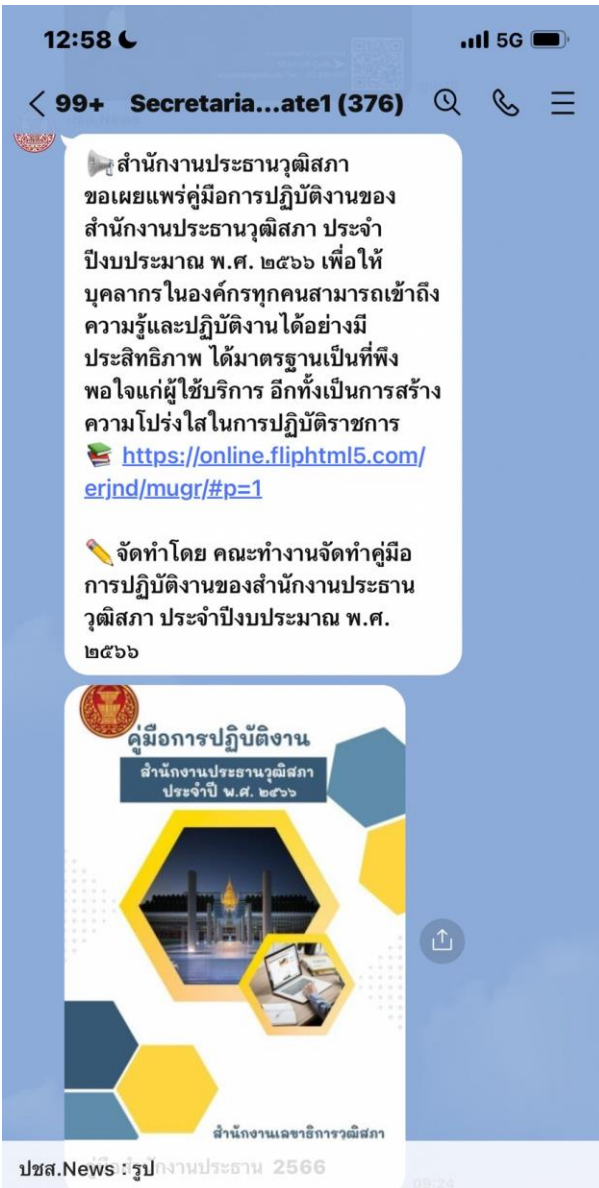 12:58
5G
99+ Secretaria...ate1 (376)
สำนักงานประธานวุฒิสภา
ขอเผยแพร่คู่มือการปฏิบัติงานของ
สำนักงานประธานวุฒิสภา ประจำ
ปีงบประมาณ พ.ศ. ๒๕๖๖ เพื่อให้
บุคลากรในองค์กรทุกคนสามารถเข้าถึง
ความรู้และปฏิบัติงานได้อย่างมี
ประสิทธิภาพ ได้มาตรฐานเป็นที่พึง
พอใจแก่ผู้ใช้บริการ อีกทั้งเป็นการสร้าง
ความโปร่งใสในการปฏิบัติราชการ
https://online.fliphtml5.com/
erjnd/mugr/#p=1
จัดทำโดย คณะทำงานจัดทำคู่มือ
การปฏิบัติงานของสำนักงานประธาน
วุฒิสภา ประจำปีงบประมาณ พ.ศ.
๒๕๖๖
คู่มือการปฏิบัติงาน
สำนักงานประธานวุฒิสภา
ประจำปี พ.ศ. ๒๕๖๖
สำนักงานเลขาธิการวุฒิสภา
ปชส.News : รูป
งานประธาน 2566
09:24